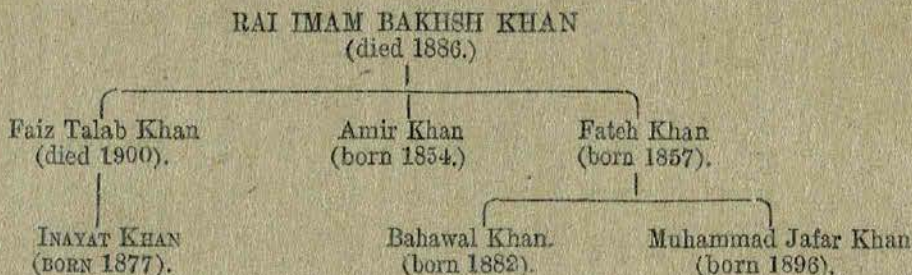 RAI IMAM BAKHSH KHAN
(died 1886.)
Faiz Talab Khan Amir Khan Fateh Khan
(died 1900). (born 1854.) (born 1857).
INAYAT KHAN Bahawal Khan. Muhammad Jafar Khan
(BORN 1877). (born 1882). (born 1896).